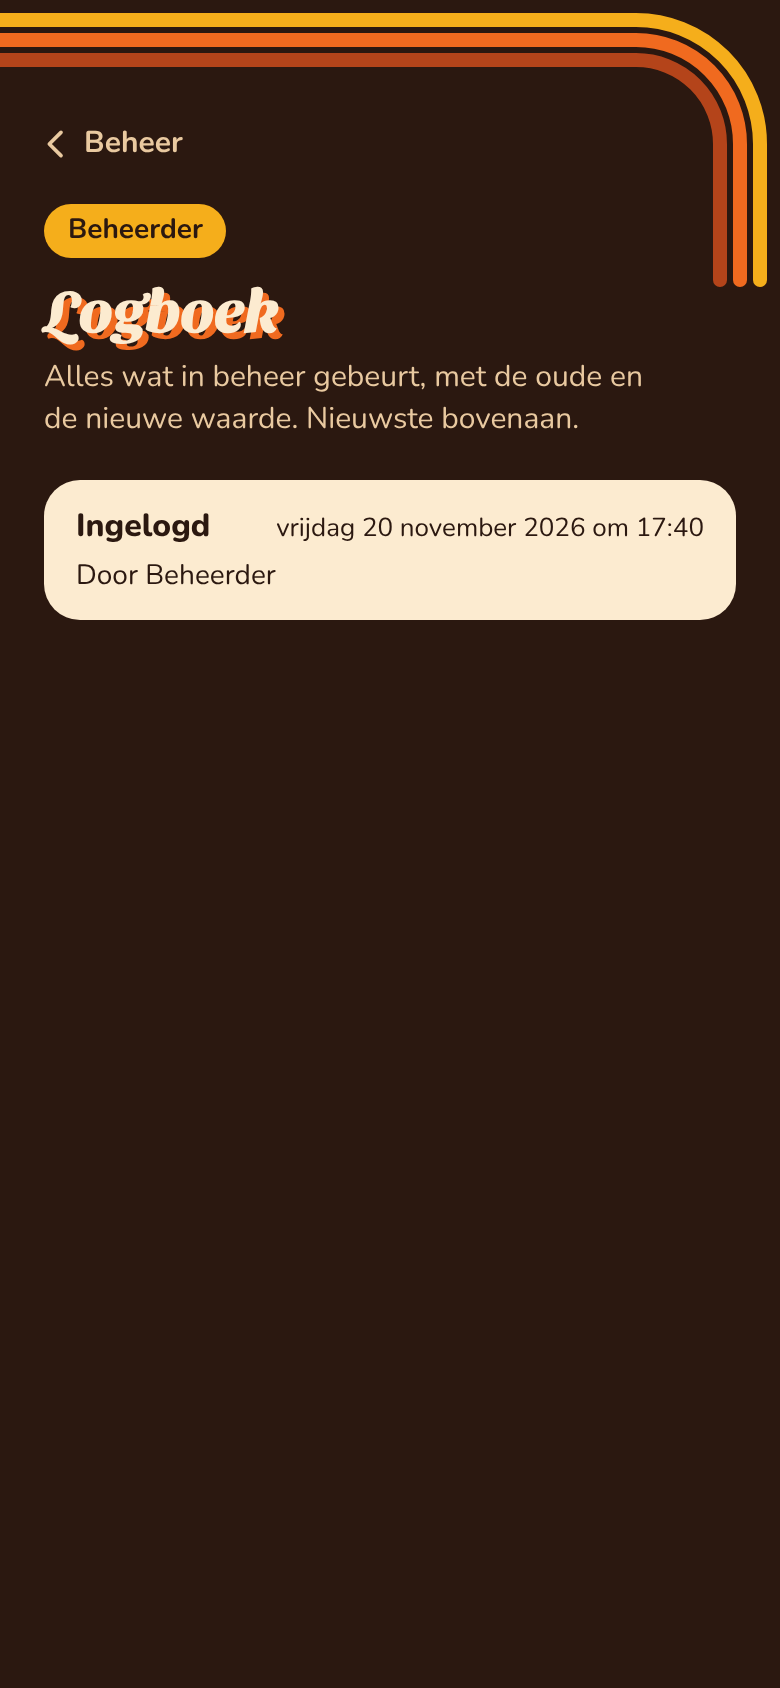 Beheer
Beheerder
Logboek
Alles wat in beheer gebeurt, met de oude en
de nieuwe waarde. Nieuwste bovenaan.
Ingelogd vrijdag 20 november 2026 om 17:40
Door Beheerder